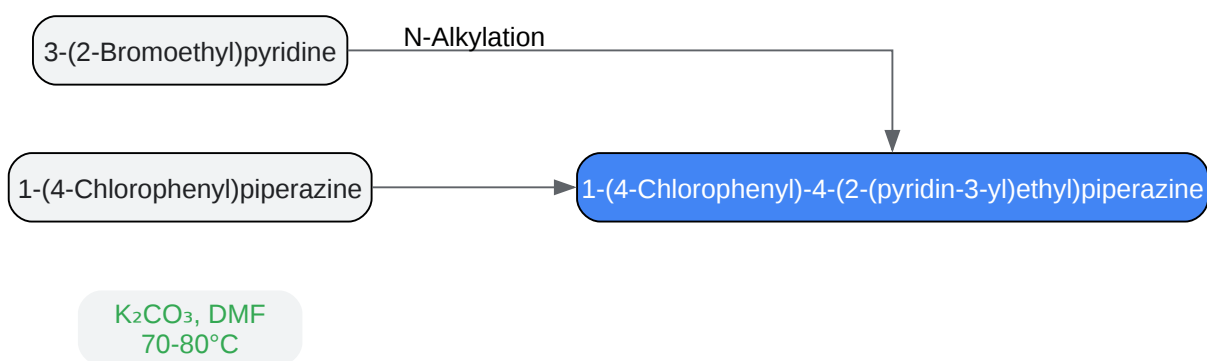 3-(2-Bromoethyl)pyridine
N-Alkylation
1-(4-Chlorophenyl)piperazine
1-(4-Chlorophenyl)-4-(2-(pyridin-3-yl)ethyl)piperazine
K₂CO₃, DMF
70-80°C